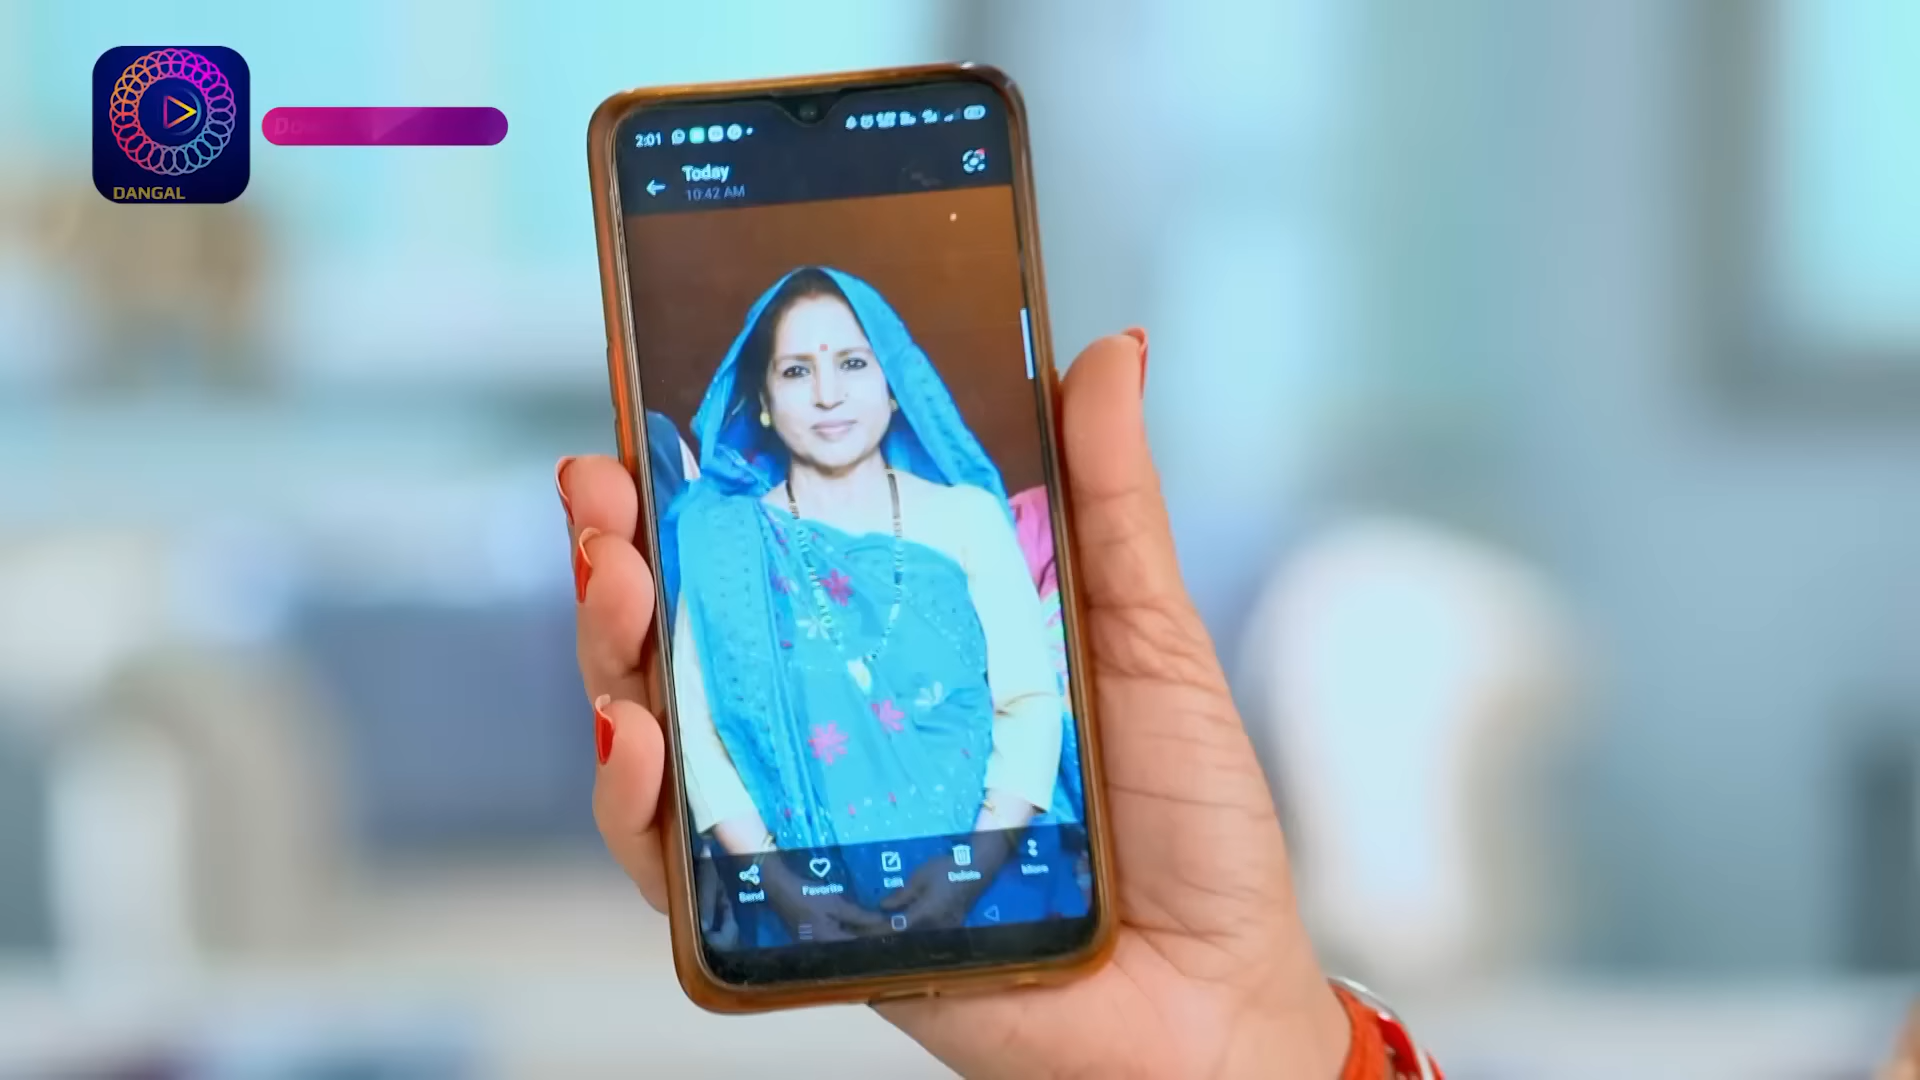 DANGAL
2:01
Today
10:42 AM
Send
Favorite
Edit
Delete
More